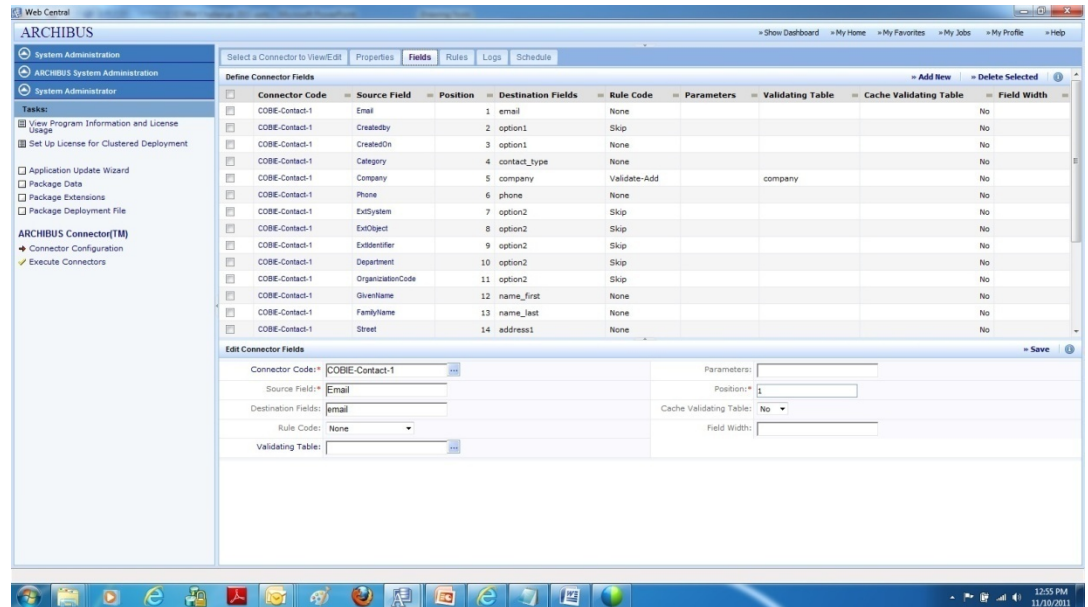 Web Central
ARCHIBUS
» Show Dashboard » My Home » My Favorites » My Jobs » My Profile » Help
System Administration
ARCHIBUS System Administration
System Administrator
Tasks:
View Program Information and License Usage
Set Up License for Clustered Deployment
Application Update Wizard
Package Data
Package Extensions
Package Deployment File
ARCHIBUS Connector(TM)
Connector Configuration
Execute Connectors
Select a Connector to View/Edit Properties Fields Rules Logs Schedule
Define Connector Fields » Add New » Delete Selected
Connector Code Source Field Position Destination Fields Rule Code Parameters Validating Table Cache Validating Table Field Width
COBIE-Contact-1 Email 1 email None No
COBIE-Contact-1 Createdby 2 option1 Skip No
COBIE-Contact-1 CreatedOn 3 option1 None No
COBIE-Contact-1 Category 4 contact_type None No
COBIE-Contact-1 Company 5 company Validate-Add company No
COBIE-Contact-1 Phone 6 phone None No
COBIE-Contact-1 ExtSystem 7 option2 Skip No
COBIE-Contact-1 ExtObject 8 option2 Skip No
COBIE-Contact-1 ExtIdentifier 9 option2 Skip No
COBIE-Contact-1 Department 10 option2 Skip No
COBIE-Contact-1 OrganiziationCode 11 option2 Skip No
COBIE-Contact-1 GivenName 12 name_first None No
COBIE-Contact-1 FamilyName 13 name_last None No
COBIE-Contact-1 Street 14 address1 None No
Edit Connector Fields » Save
Connector Code:* COBIE-Contact-1 ... Parameters:
Source Field:* Email Position:* 1
Destination Fields: email Cache Validating Table: No
Rule Code: None Field Width:
Validating Table: ...
12:55 PM
11/10/2011